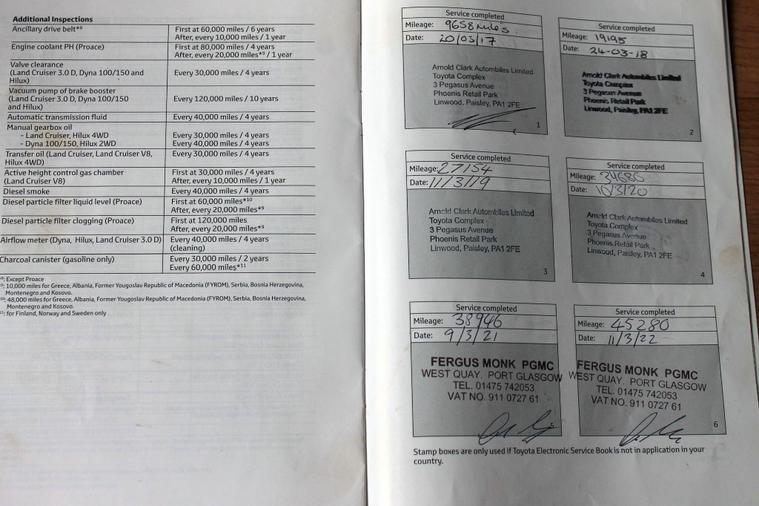 Additional Inspections
Ancillary drive belt*⁹ First at 60,000 miles / 6 years
After, every 10,000 miles / 1 year
Engine coolant PH (Proace) First at 80,000 miles / 4 years
After, every 20,000 miles*⁹ / 1 year
Valve clearance
(Land Cruiser 3.0 D, Dyna 100/150 and
Hilux) Every 30,000 miles / 4 years
Vacuum pump of brake booster
(Land Cruiser 3.0 D, Dyna 100/150
and Hilux) Every 120,000 miles / 10 years
Automatic transmission fluid Every 40,000 miles / 4 years
Manual gearbox oil
- Land Cruiser, Hilux 4WD Every 30,000 miles / 4 years
- Dyna 100/150, Hilux 2WD Every 40,000 miles / 4 years
Transfer oil (Land Cruiser, Land Cruiser V8,
Hilux 4WD) Every 30,000 miles / 4 years
Active height control gas chamber
(Land Cruiser V8) First at 30,000 miles / 4 years
After, every 10,000 miles / 1 year
Diesel smoke Every 40,000 miles / 4 years
Diesel particle filter liquid level (Proace) First at 60,000 miles*¹⁰
After, every 20,000 miles*⁹
Diesel particle filter clogging (Proace) First at 120,000 miles
After, every 20,000 miles*⁹
Airflow meter (Dyna, Hilux, Land Cruiser 3.0 D) Every 40,000 miles / 4 years
(cleaning)
Charcoal canister (gasoline only) Every 30,000 miles / 2 years
Every 60,000 miles*¹¹
: Except Proace
: 10,000 miles for Greece, Albania, Former Yougoslav Republic of Macedonia (FYROM), Serbia, Bosnia Herzegovina,
Montenegro and Kosovo.
: 48,000 miles for Greece, Albania, Former Yougoslav Republic of Macedonia (FYROM), Serbia, Bosnia Herzegovina,
Montenegro and Kosovo.
: for Finland, Norway and Sweden only
Service completed
Mileage: 9658 miles
Date: 20/03/17
Arnold Clark Automobiles Limited
Toyota Complex
3 Pegasus Avenue
Phoenis Retail Park
Linwood, Paisley, PA1 2FE
1
Service completed
Mileage: 19195
Date: 24-03-18
Arnold Clark Automobiles Limited
Toyota Complex
3 Pegasus Avenue
Phoenis Retail Park
Linwood, Paisley, PA1 2FE
2
Service completed
Mileage: 27154
Date: 11/3/19
Arnold Clark Automobiles Limited
Toyota Complex
3 Pegasus Avenue
Phoenis Retail Park
Linwood, Paisley, PA1 2FE
3
Service completed
Mileage:
Date: /3/20
Arnold Clark Automobiles Limited
Toyota Complex
3 Pegasus Avenue
Phoenis Retail Park
Linwood, Paisley, PA1 2FE
4
Service completed
Mileage: 38946
Date: 9/3/21
FERGUS MONK PGMC
WEST QUAY. PORT GLASGOW
TEL. 01475 742053
VAT NO. 911 0727 61
Service completed
Mileage: 45280
Date: 11/3/22
FERGUS MONK PGMC
WEST QUAY. PORT GLASGOW
TEL. 01475 742053
VAT NO. 911 0727 61
6
Stamp boxes are only used if Toyota Electronic Service Book is not in application in your
country.